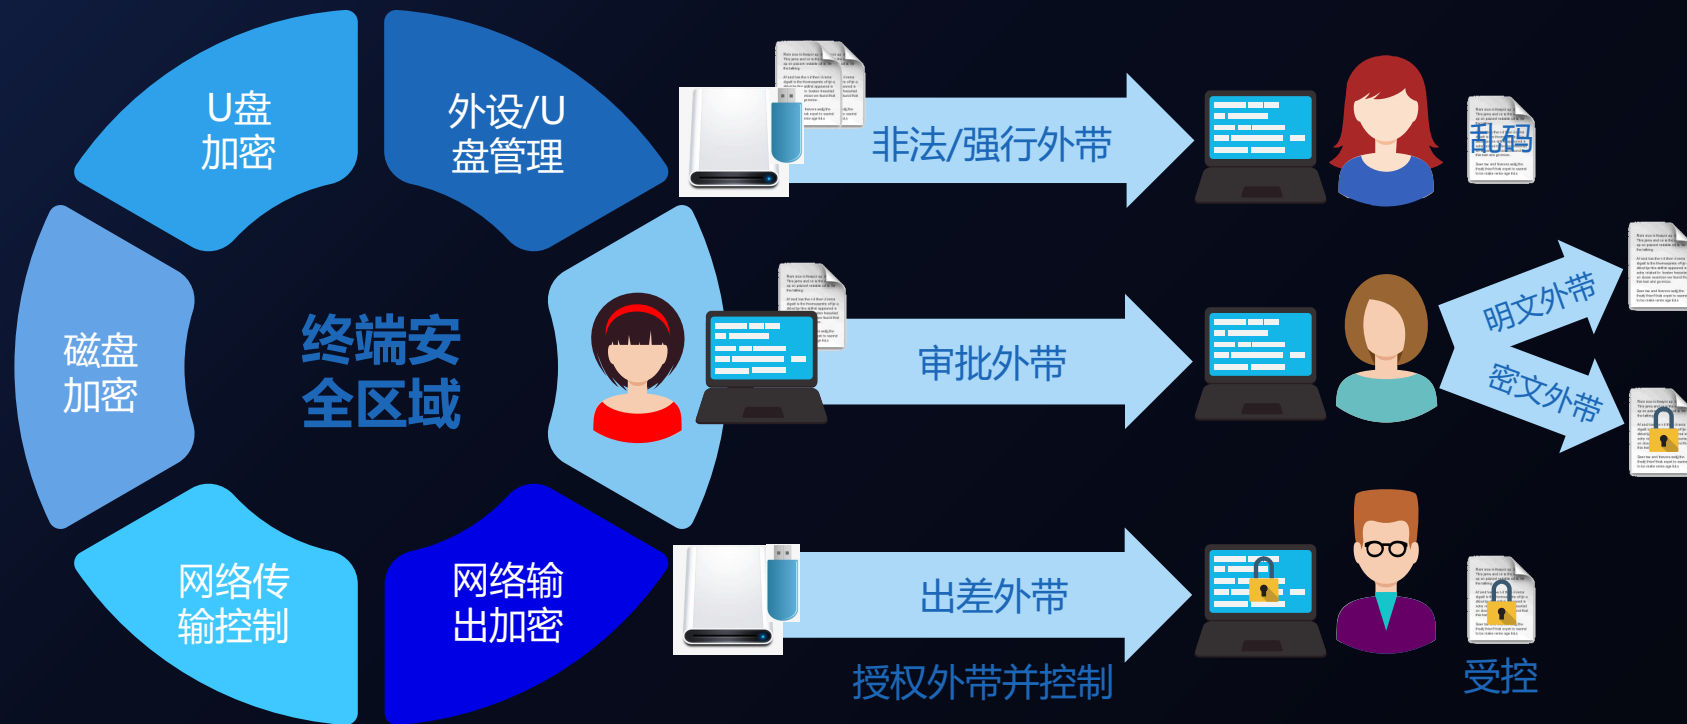 U盘
加密
外设/U
盘管理
磁盘
加密
终端安
全区域
网络传
输控制
网络输
出加密
非法/强行外带
乱码
审批外带
明文外带
密文外带
出差外带
授权外带并控制
受控